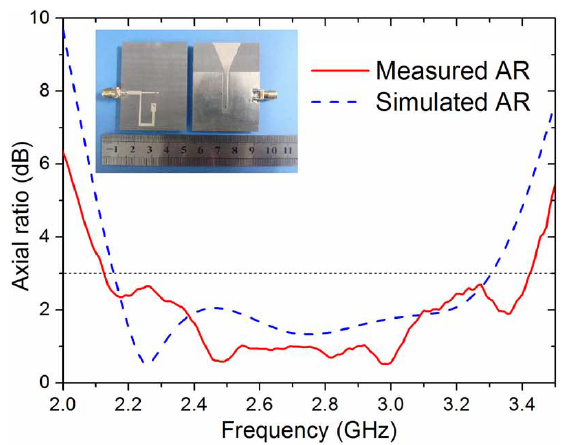 10
8
6
4
2
0
Axial ratio (dB)
Measured AR
Simulated AR
1 2 3 4 5 6 7 8 9 10 11
2.0 2.2 2.4 2.6 2.8 3.0 3.2 3.4
Frequency (GHz)